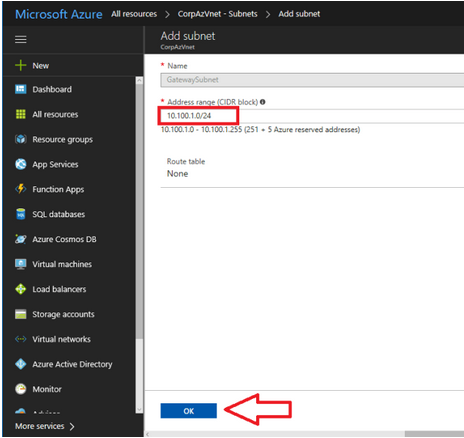 Microsoft Azure All resources > CorpAzVnet - Subnets > Add subnet
Add subnet
CorpAzVnet
* Name
GatewaySubnet
* Address range (CIDR block)
10.100.1.0/24
10.100.1.0 - 10.100.1.255 (251 + 5 Azure reserved addresses)
Route table
None
New
Dashboard
All resources
Resource groups
App Services
Function Apps
SQL databases
Azure Cosmos DB
Virtual machines
Load balancers
Storage accounts
Virtual networks
Azure Active Directory
Monitor
More services >
OK